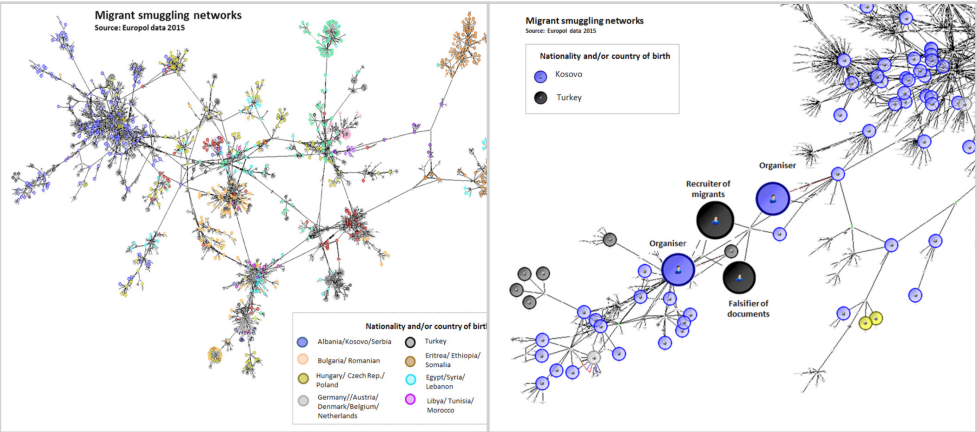 Migrant smuggling networks
Source: Europol data 2015
Nationality and/or country of birt
Albania/Kosovo/Serbia
Turkey
Bulgaria/ Romanian
Eritrea/ Ethiopia/
Somalia
Hungary/ Czech Rep./
Poland
Egypt/Syria/
Lebanon
Germany//Austria/
Denmark/Belgium/
Netherlands
Libya/ Tunisia/
Morocco
Migrant smuggling networks
Source: Europol data 2015
Nationality and/or country of birth
Kosovo
Turkey
Organiser
Recruiter of
migrants
Organiser
Falsifier of
documents